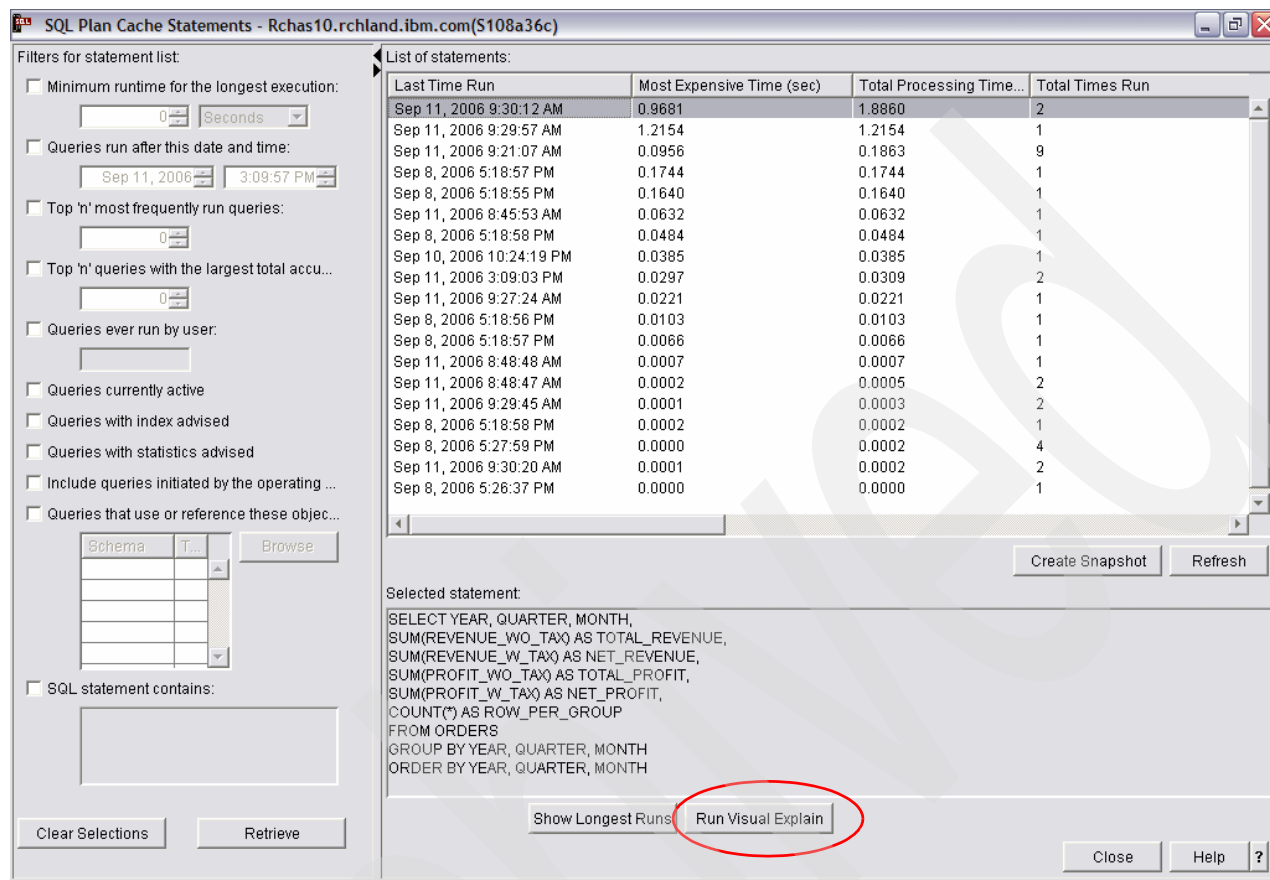 SQL Plan Cache Statements - Rchas10.rchland.ibm.com(S108a36c)
Filters for statement list:
Minimum runtime for the longest execution:
0 Seconds
Queries run after this date and time:
Sep 11, 2006 3:09:57 PM
Top 'n' most frequently run queries:
0
Top 'n' queries with the largest total accu...
0
Queries ever run by user:
Queries currently active
Queries with index advised
Queries with statistics advised
Include queries initiated by the operating ...
Queries that use or reference these objec...
Schema T... Browse
SQL statement contains:
Clear Selections Retrieve
List of statements:
Last Time Run Most Expensive Time (sec) Total Processing Time... Total Times Run
Sep 11, 2006 9:30:12 AM 0.9681 1.8860 2
Sep 11, 2006 9:29:57 AM 1.2154 1.2154 1
Sep 11, 2006 9:21:07 AM 0.0956 0.1863 9
Sep 8, 2006 5:18:57 PM 0.1744 0.1744 1
Sep 8, 2006 5:18:55 PM 0.1640 0.1640 1
Sep 11, 2006 8:45:53 AM 0.0632 0.0632 1
Sep 8, 2006 5:18:58 PM 0.0484 0.0484 1
Sep 10, 2006 10:24:19 PM 0.0385 0.0385 1
Sep 11, 2006 3:09:03 PM 0.0297 0.0309 2
Sep 11, 2006 9:27:24 AM 0.0221 0.0221 1
Sep 8, 2006 5:18:56 PM 0.0103 0.0103 1
Sep 8, 2006 5:18:57 PM 0.0066 0.0066 1
Sep 11, 2006 8:48:48 AM 0.0007 0.0007 1
Sep 11, 2006 8:48:47 AM 0.0002 0.0005 2
Sep 11, 2006 9:29:45 AM 0.0001 0.0003 2
Sep 8, 2006 5:18:58 PM 0.0002 0.0002 1
Sep 8, 2006 5:27:59 PM 0.0000 0.0002 4
Sep 11, 2006 9:30:20 AM 0.0001 0.0002 2
Sep 8, 2006 5:26:37 PM 0.0000 0.0000 1
Create Snapshot Refresh
Selected statement:
SELECT YEAR, QUARTER, MONTH,
SUM(REVENUE_WO_TAX) AS TOTAL_REVENUE,
SUM(REVENUE_W_TAX) AS NET_REVENUE,
SUM(PROFIT_WO_TAX) AS TOTAL_PROFIT,
SUM(PROFIT_W_TAX) AS NET_PROFIT,
COUNT(*) AS ROW_PER_GROUP
FROM ORDERS
GROUP BY YEAR, QUARTER, MONTH
ORDER BY YEAR, QUARTER, MONTH
Show Longest Runs Run Visual Explain
Close Help ?